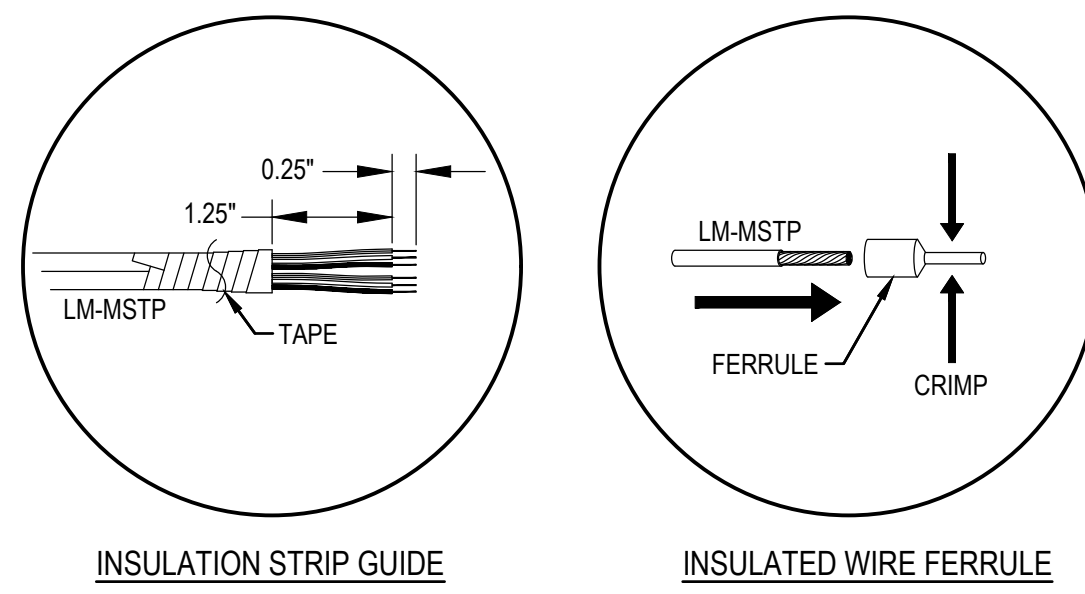 0.25"
1.25"
LM-MSTP
TAPE
INSULATION STRIP GUIDE
LM-MSTP
FERRULE
CRIMP
INSULATED WIRE FERRULE